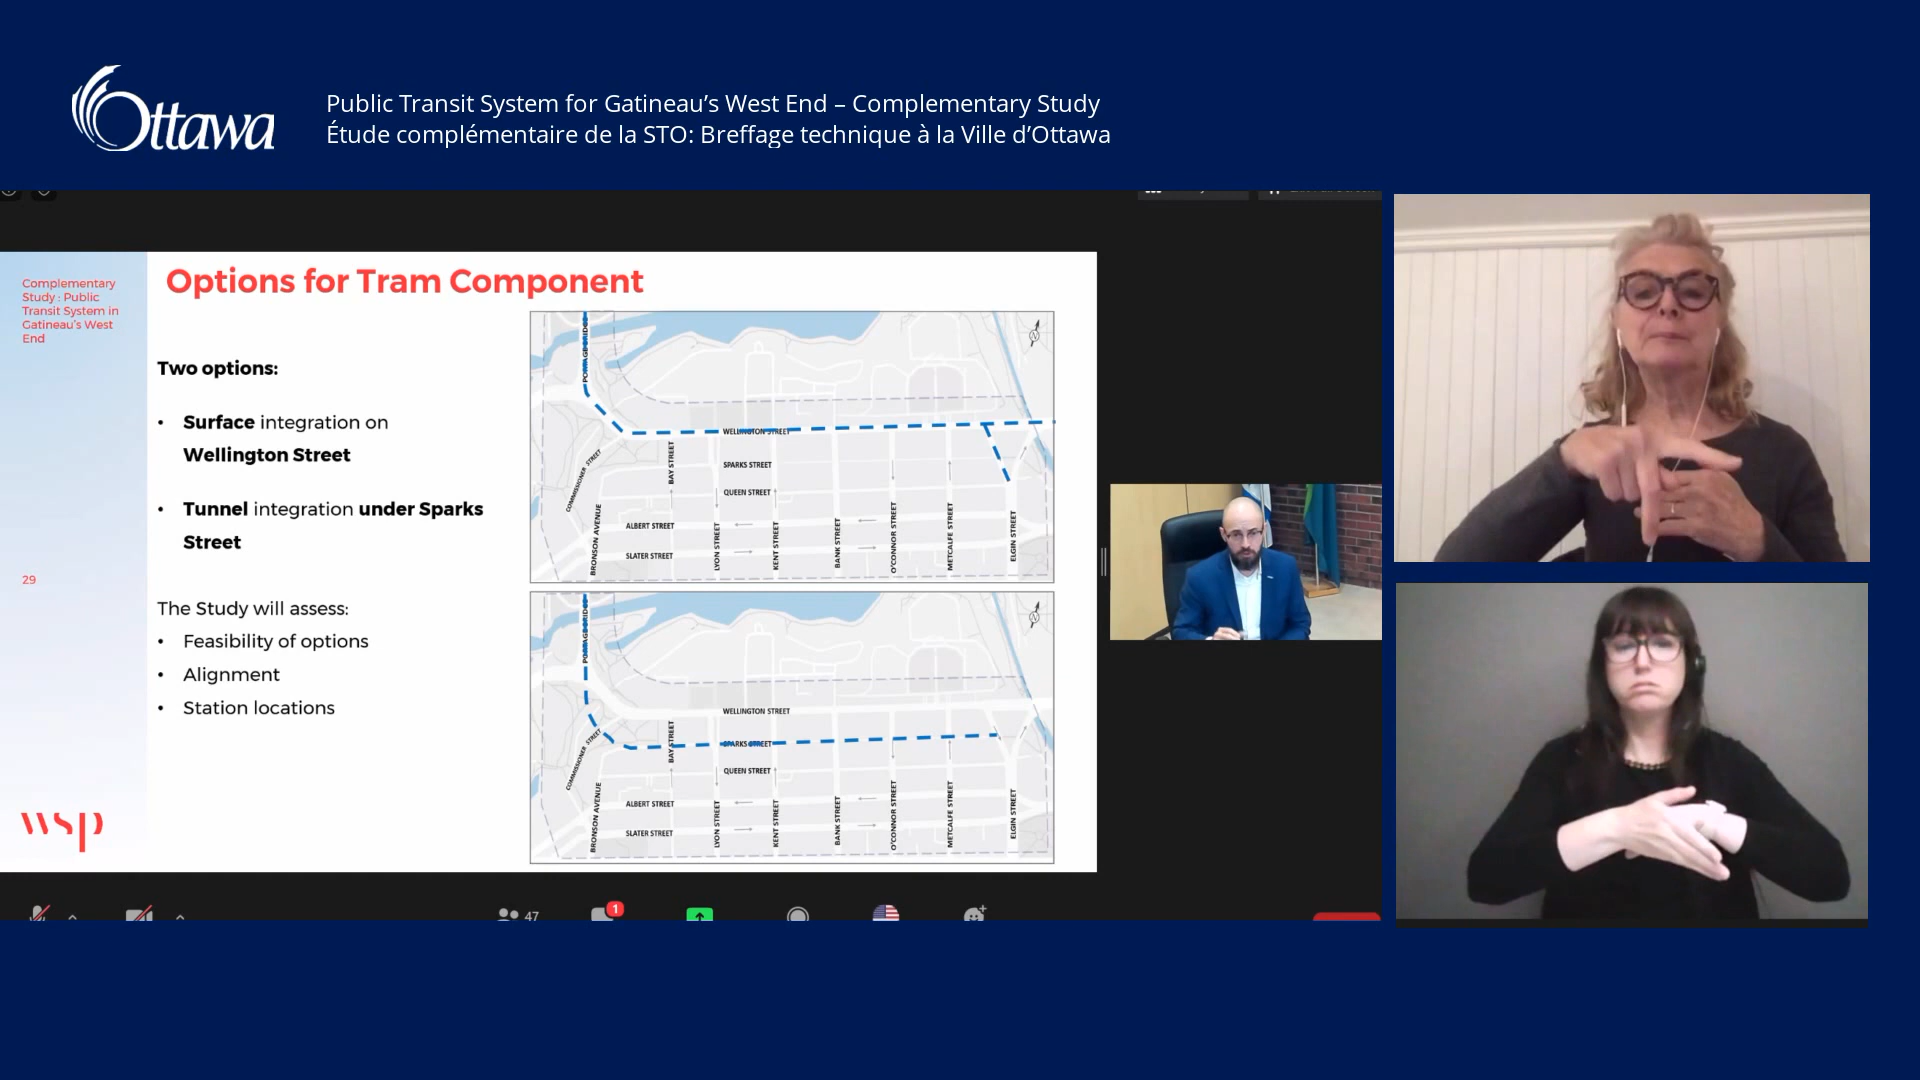 Ottawa
Public Transit System for Gatineau's West End – Complementary Study
Étude complémentaire de la STO: Breffage technique à la Ville d'Ottawa
Complementary
Study : Public
Transit System in
Gatineau's West
End
29
wsp
Options for Tram Component
Two options:
• Surface integration on
Wellington Street
• Tunnel integration under Sparks
Street
The Study will assess:
• Feasibility of options
• Alignment
• Station locations
PORTAGE BRIDGE
WELLINGTON STREET
SPARKS STREET
QUEEN STREET
ALBERT STREET
SLATER STREET
COMMISSIONER STREET
BRONSON AVENUE
BAY STREET
LYON STREET
KENT STREET
BANK STREET
O'CONNOR STREET
METCALFE STREET
ELGIN STREET
N
PORTAGE BRIDGE
WELLINGTON STREET
SPARKS STREET
QUEEN STREET
ALBERT STREET
SLATER STREET
COMMISSIONER STREET
BRONSON AVENUE
BAY STREET
LYON STREET
KENT STREET
BANK STREET
O'CONNOR STREET
METCALFE STREET
ELGIN STREET
N
47
1